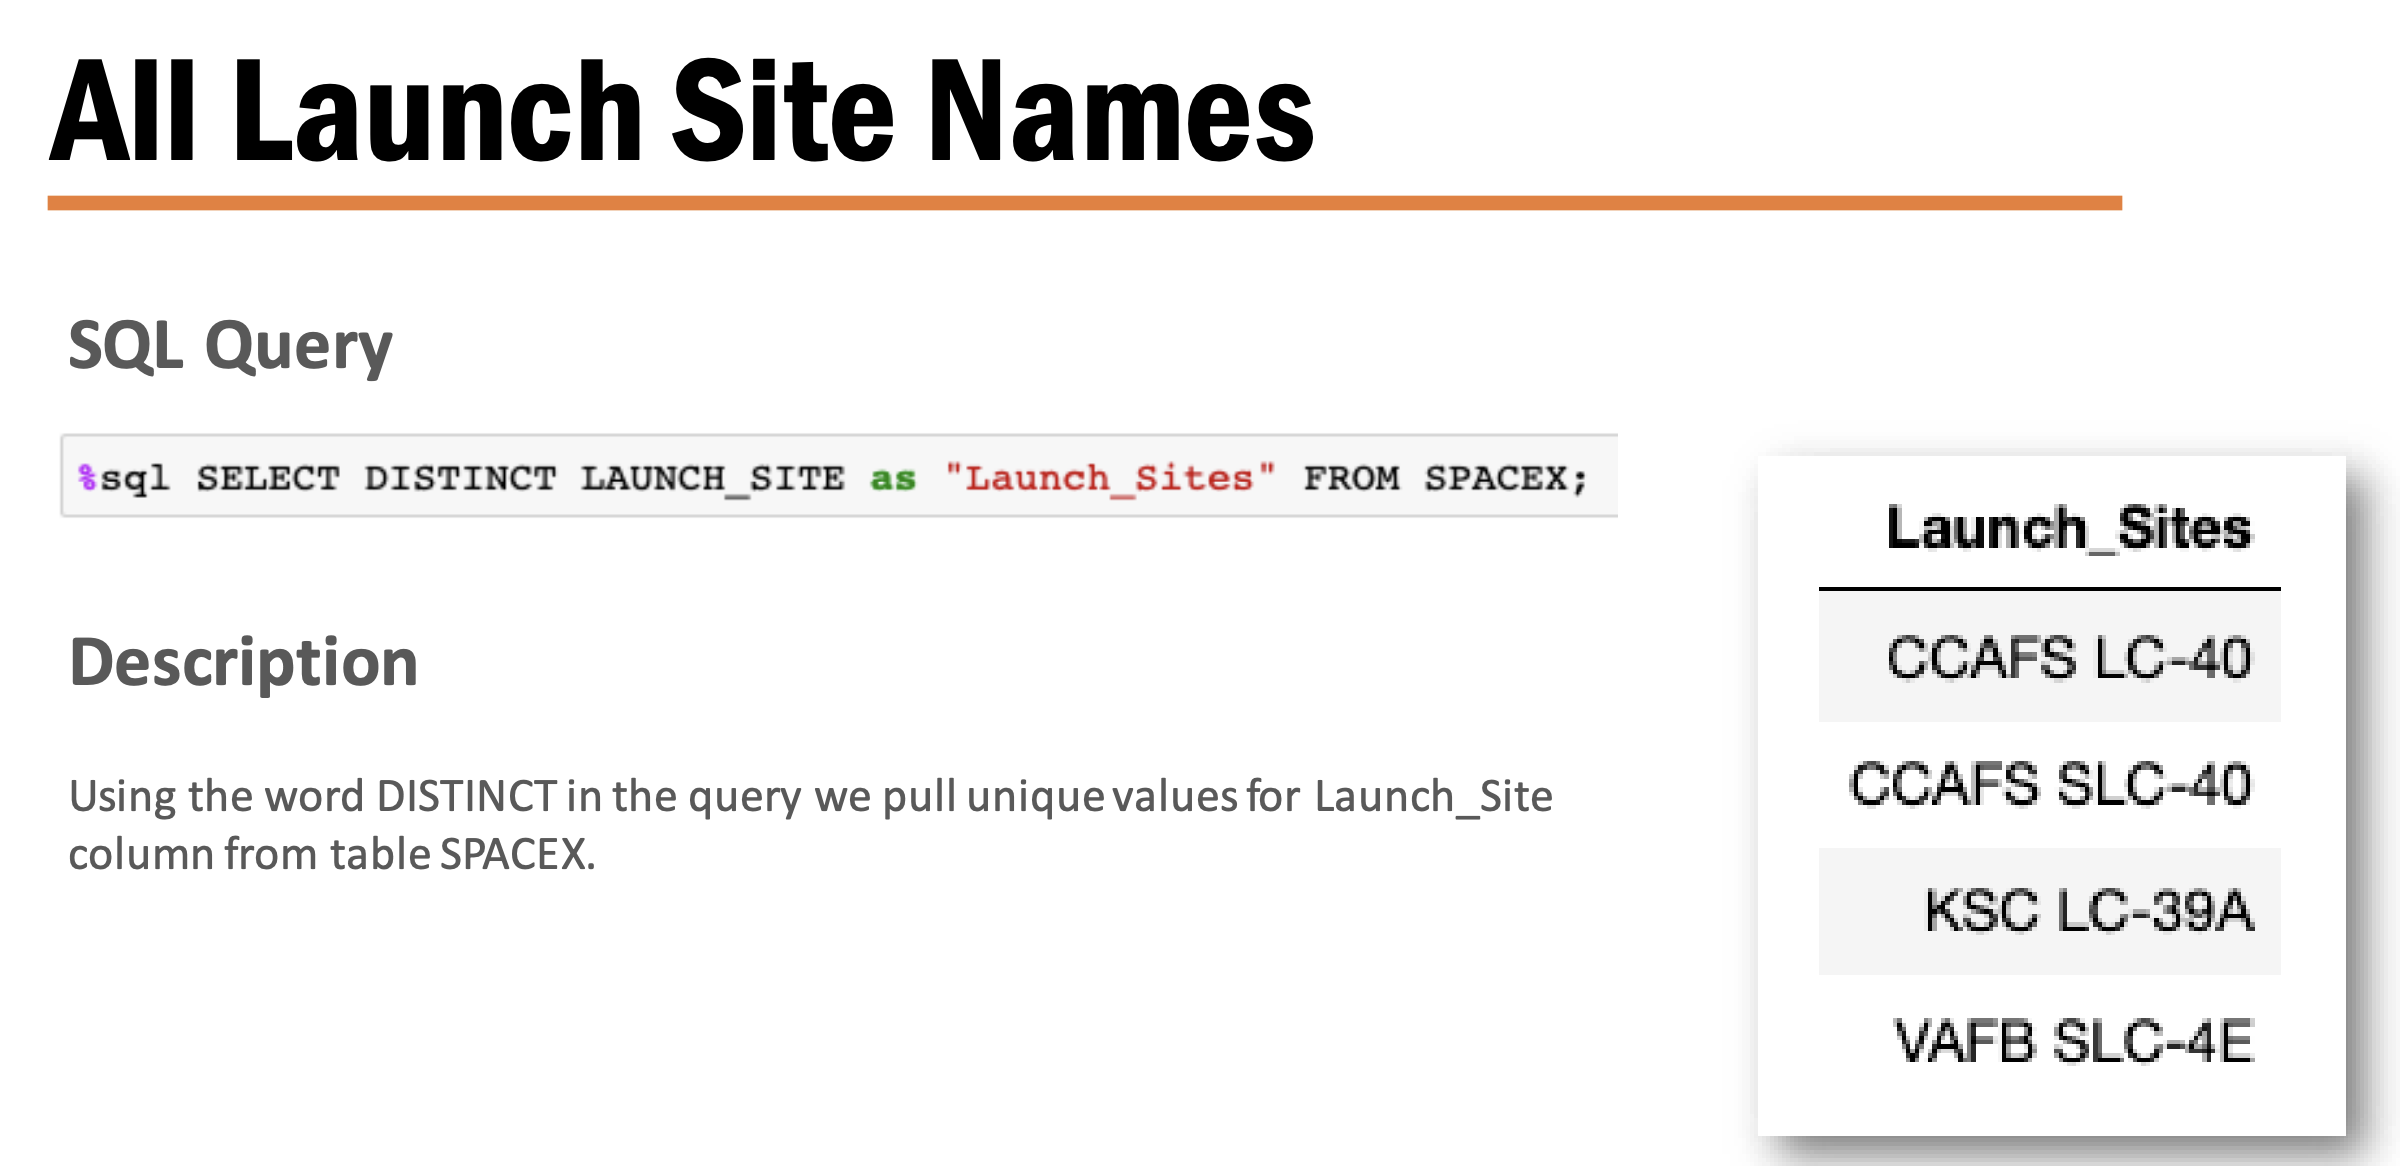 All Launch Site Names
SQL Query
%sql SELECT DISTINCT LAUNCH_SITE as "Launch_Sites" FROM SPACEX;
Description
Using the word DISTINCT in the query we pull unique values for Launch_Site
column from table SPACEX.
Launch_Sites
CCAFS LC-40
CCAFS SLC-40
KSC LC-39A
VAFB SLC-4E